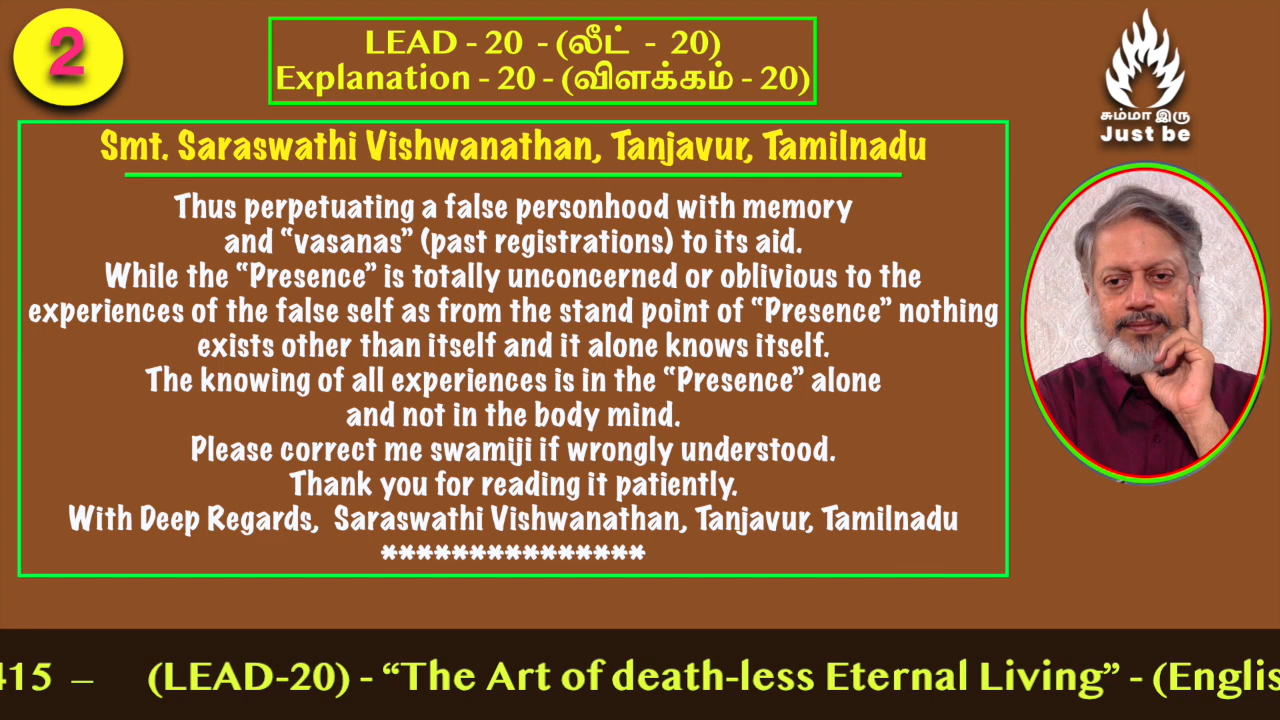 2
LEAD - 20 - (லீட் - 20)
Explanation - 20 - (விளக்கம் - 20)
சும்மா இரு
Just be
Smt. Saraswathi Vishwanathan, Tanjavur, Tamilnadu
Thus perpetuating a false personhood with memory
and “vasanas” (past registrations) to its aid.
While the “Presence” is totally unconcerned or oblivious to the
experiences of the false self as from the stand point of “Presence” nothing
exists other than itself and it alone knows itself.
The knowing of all experiences is in the “Presence” alone
and not in the body mind.
Please correct me swamiji if wrongly understood.
Thank you for reading it patiently.
With Deep Regards, Saraswathi Vishwanathan, Tanjavur, Tamilnadu
***************
415 – (LEAD-20) - “The Art of death-less Eternal Living” - (Englis